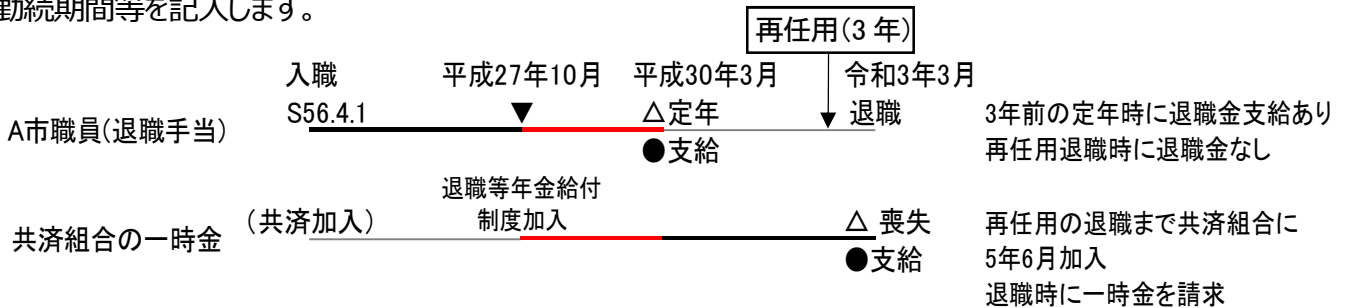 勤続期間等を記入します。
再任用(3年)
入職 平成27年10月 平成30年3月 令和3年3月
A市職員(退職手当) S56.4.1 ▼ △定年 退職 3年前の定年時に退職金支給あり
●支給 再任用退職時に退職金なし
退職等年金給付
共済組合の一時金 (共済加入) 制度加入 △ 喪失 再任用の退職まで共済組合に
●支給 5年6月加入
退職時に一時金を請求